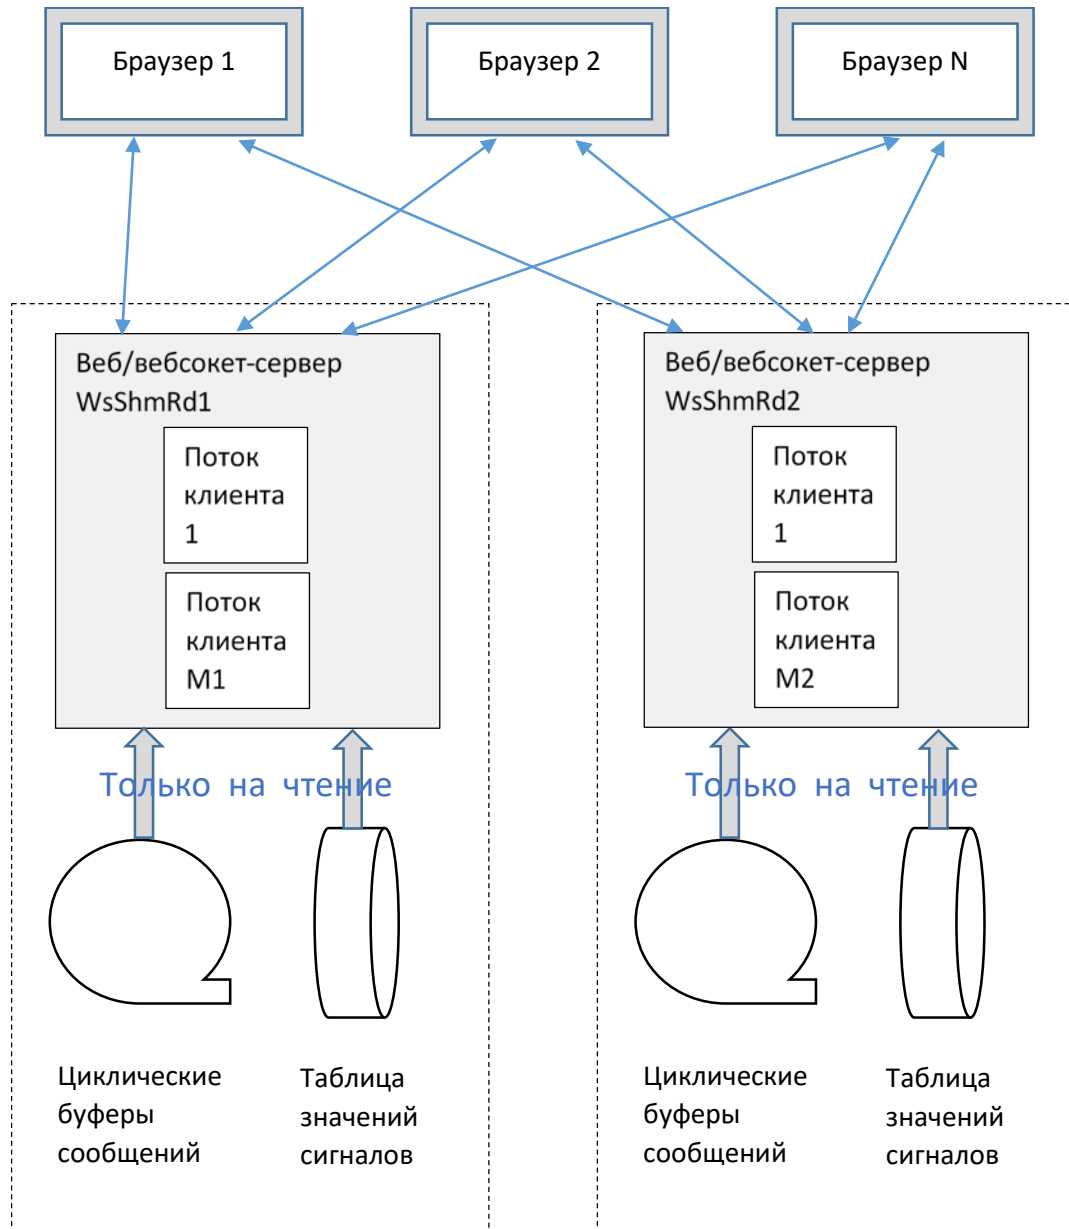 Браузер 1
Браузер 2
Браузер N
Веб/вебсокет-сервер
WsShmRd1
Поток
клиента
1
Поток
клиента
M1
Только на чтение
Циклические
буферы
сообщений
Таблица
значений
сигналов
Веб/вебсокет-сервер
WsShmRd2
Поток
клиента
1
Поток
клиента
M2
Только на чтение
Циклические
буферы
сообщений
Таблица
значений
сигналов